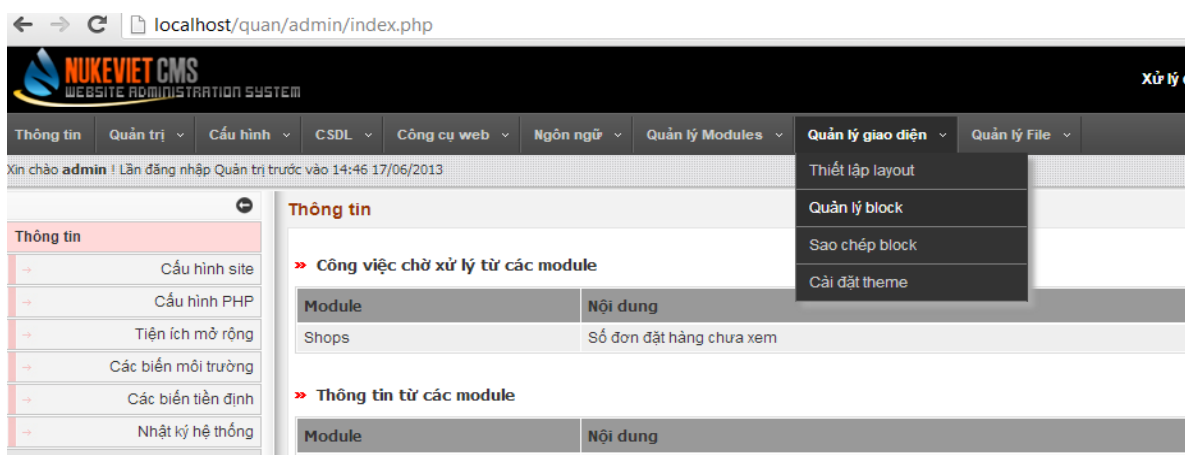 localhost/quan/admin/index.php
NUKEVIET CMS
WEBSITE ADMINISTRATION SYSTEM
Xử lý
Thông tin Quản trị Cấu hình CSDL Công cụ web Ngôn ngữ Quản lý Modules Quản lý giao diện Quản lý File
Xin chào admin ! Lần đăng nhập Quản trị trước vào 14:46 17/06/2013
Thiết lập layout
Quản lý block
Sao chép block
Cài đặt theme
Thông tin
Cấu hình site
Cấu hình PHP
Tiện ích mở rộng
Các biến môi trường
Các biến tiền định
Nhật ký hệ thống
Thông tin
» Công việc chờ xử lý từ các module
Module Nội dung
Shops Số đơn đặt hàng chưa xem
» Thông tin từ các module
Module Nội dung